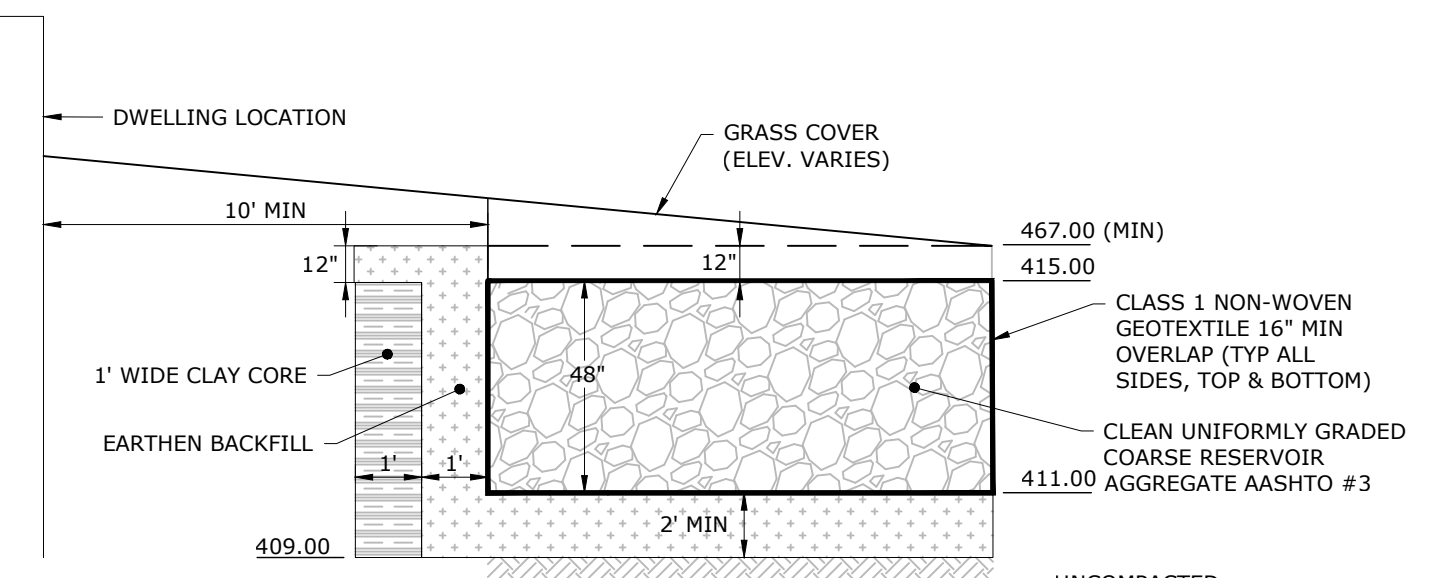 DWELLING LOCATION
GRASS COVER
(ELEV. VARIES)
10' MIN
467.00 (MIN)
12"
12"
415.00
CLASS 1 NON-WOVEN
GEOTEXTILE 16" MIN
OVERLAP (TYP ALL
SIDES, TOP & BOTTOM)
1' WIDE CLAY CORE
48"
EARTHEN BACKFILL
CLEAN UNIFORMLY GRADED
COARSE RESERVOIR
AGGREGATE AASHTO #3
1'
1'
411.00
2' MIN
409.00
UNCOMPACTED